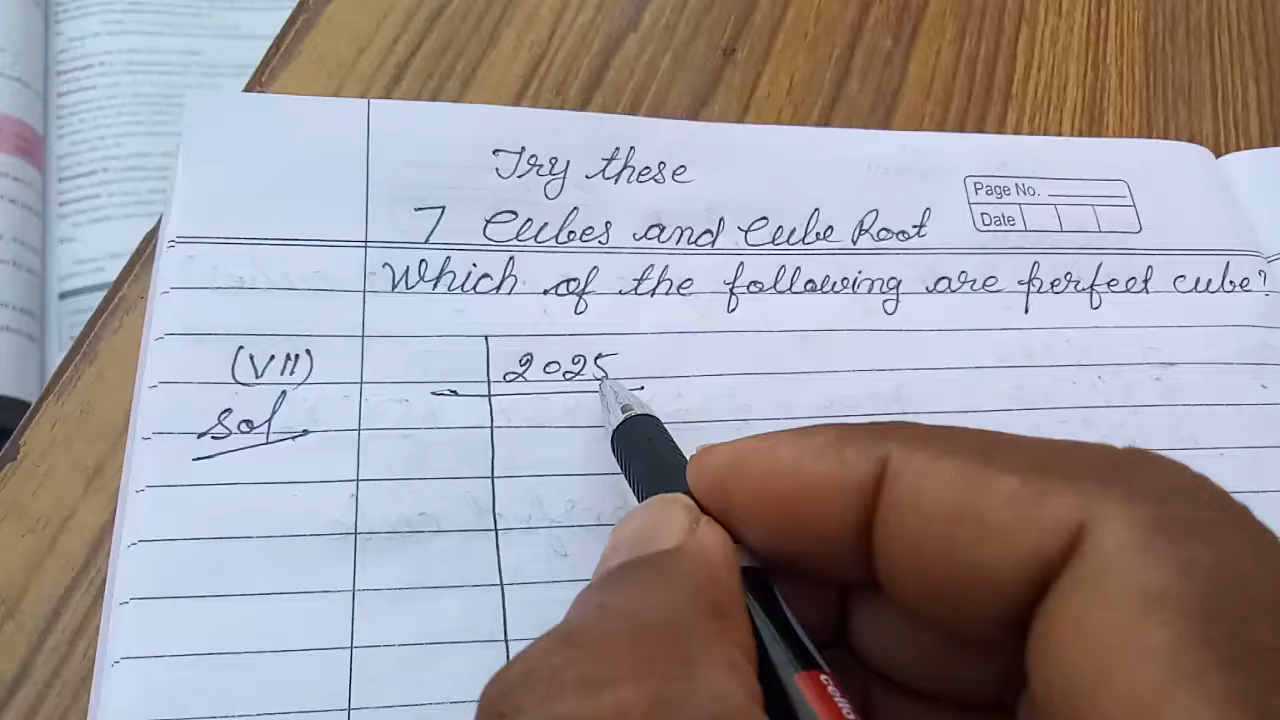 Try these
Page No.
Date
7 Cubes and Cube Root
Which of the following are perfect cube?
(VII) 2025
Sol
cello